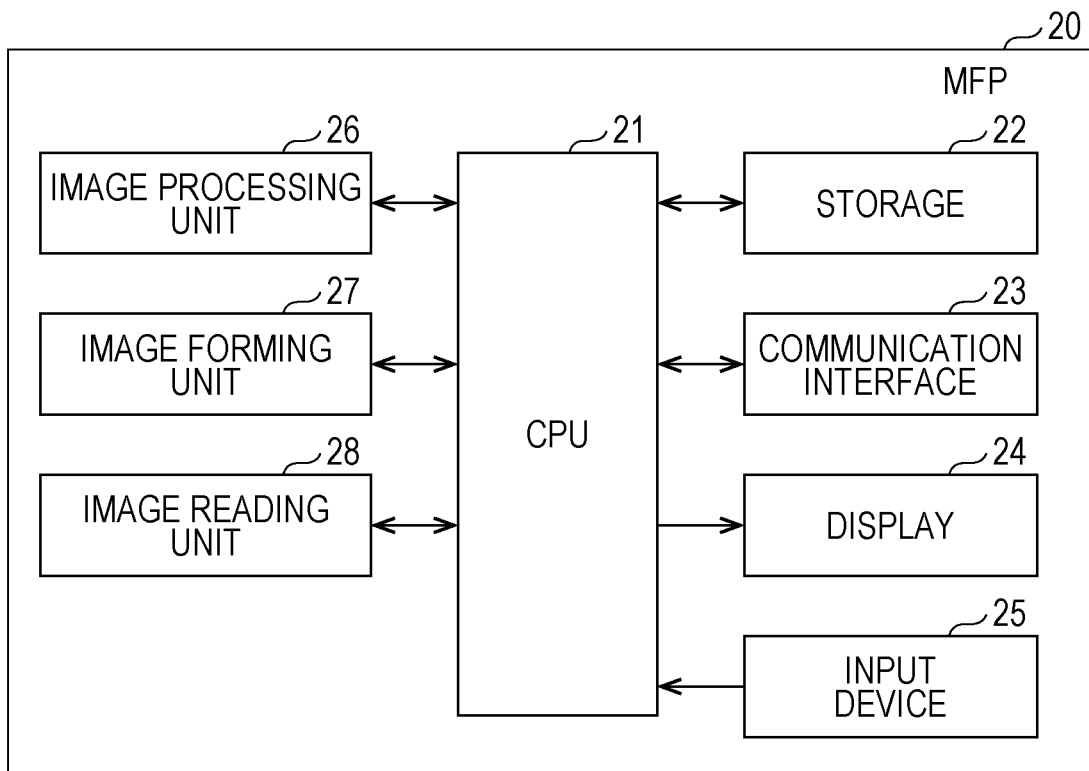 20
MFP
26
IMAGE PROCESSING
UNIT
21
CPU
22
STORAGE
27
IMAGE FORMING
UNIT
23
COMMUNICATION
INTERFACE
28
IMAGE READING
UNIT
24
DISPLAY
25
INPUT
DEVICE